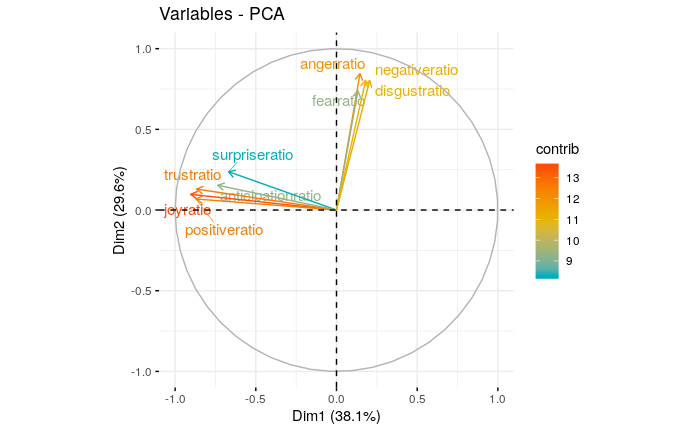 Variables - PCA
1.0
0.5
0.0
-0.5
-1.0
Dim2 (29.6%)
angerratio
negativeratio
disgustratio
fearratio
surpriseratio
trustratio
anticipationratio
joyratio
positiveratio
-1.0
-0.5
0.0
0.5
1.0
Dim1 (38.1%)
contrib
13
12
11
10
9